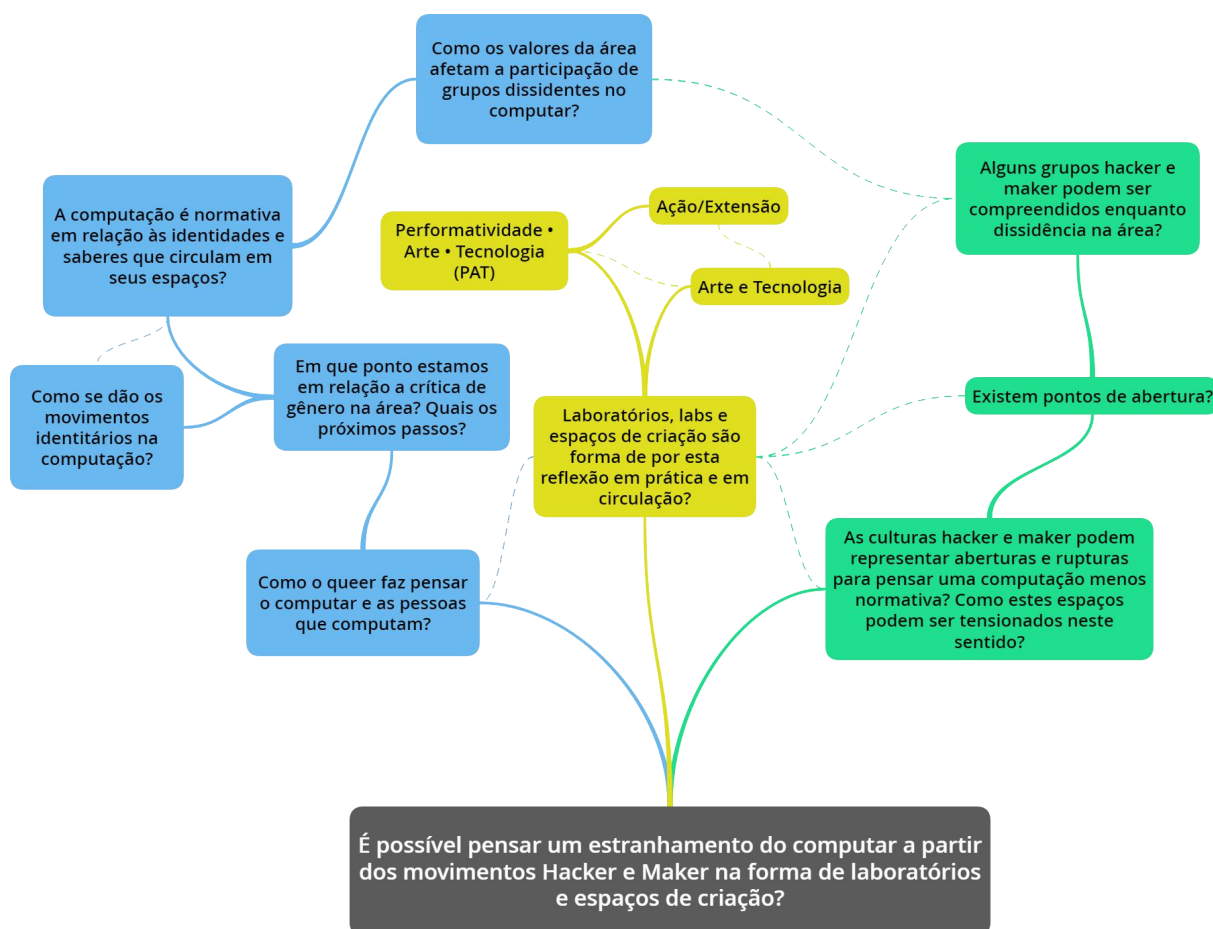 Como os valores da área
afetam a participação de
grupos dissidentes no
computar?
Alguns grupos hacker e
maker podem ser
compreendidos enquanto
dissidência na área?
A computação é normativa
em relação às identidades e
saberes que circulam em
seus espaços?
Performatividade •
Arte • Tecnologia
(PAT)
Ação/Extensão
Arte e Tecnologia
Como se dão os
movimentos
identitários na
computação?
Em que ponto estamos
em relação a crítica de
gênero na área? Quais os
próximos passos?
Laboratórios, labs e
espaços de criação são
forma de por esta
reflexão em prática e em
circulação?
Existem pontos de abertura?
Como o queer faz pensar
o computar e as pessoas
que computam?
As culturas hacker e maker podem
representar aberturas e rupturas
para pensar uma computação menos
normativa? Como estes espaços
podem ser tensionados neste
sentido?
É possível pensar um estranhamento do computar a partir
dos movimentos Hacker e Maker na forma de laboratórios
e espaços de criação?